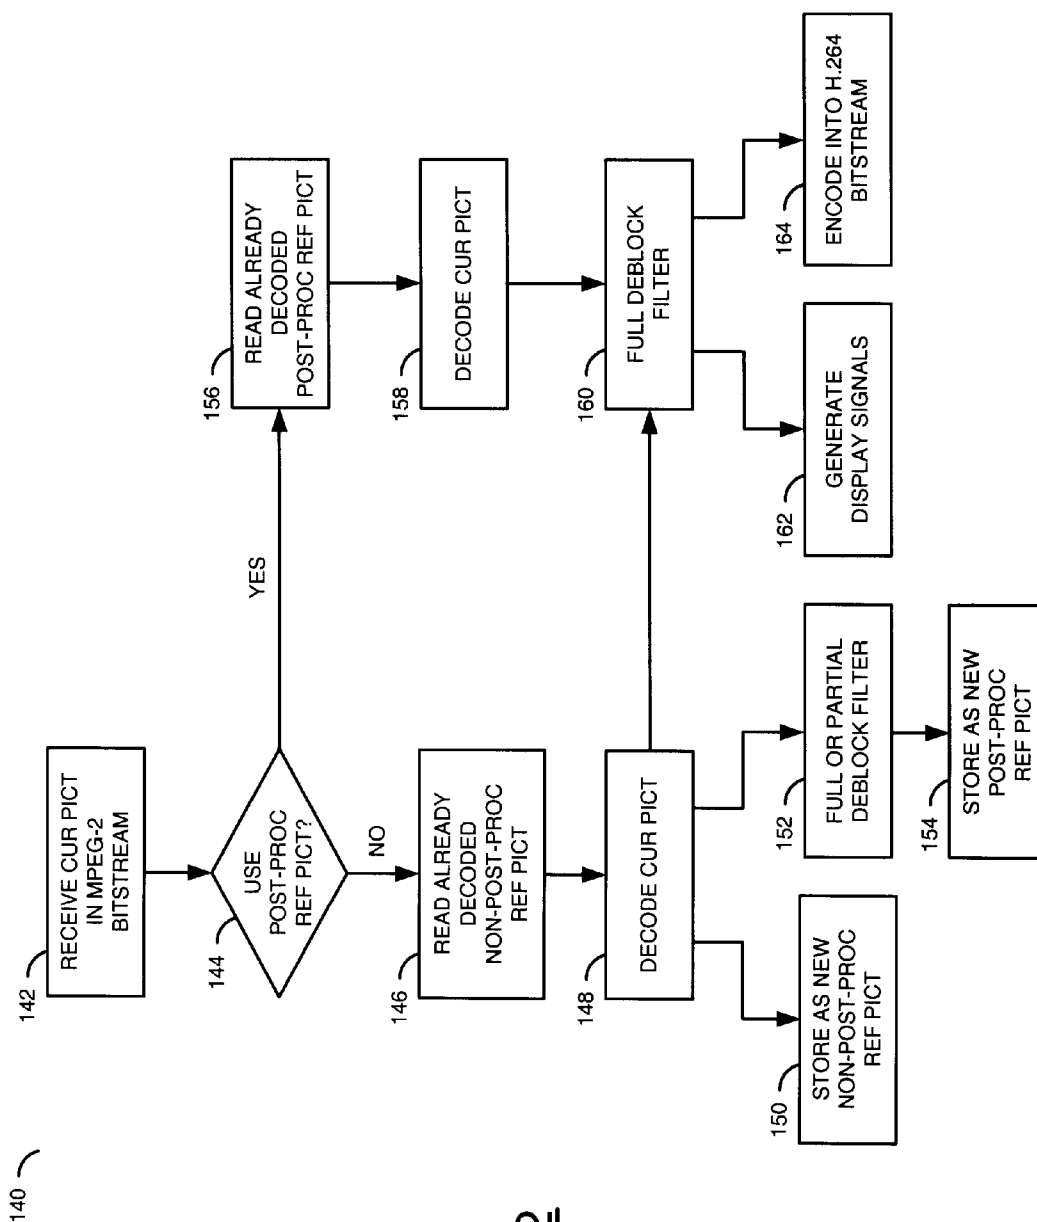 140
142
RECEIVE CUR PICT
IN MPEG-2
BITSTREAM
144
USE
POST-PROC
REF PICT?
YES
NO
146
READ ALREADY
DECODED
NON-POST-PROC
REF PICT
148
DECODE CUR PICT
150
STORE AS NEW
NON-POST-PROC
REF PICT
152
FULL OR PARTIAL
DEBLOCK FILTER
154
STORE AS NEW
POST-PROC
REF PICT
156
READ ALREADY
DECODED
POST-PROC REF PICT
158
DECODE CUR PICT
160
FULL DEBLOCK
FILTER
162
GENERATE
DISPLAY SIGNALS
164
ENCODE INTO H.264
BITSTREAM